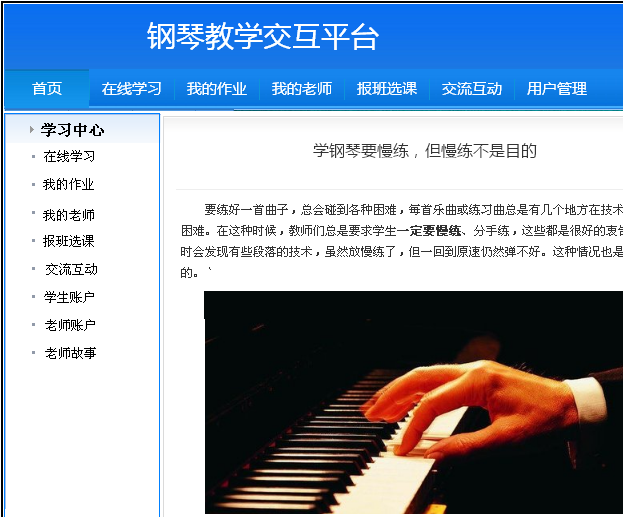 钢琴教学交互平台
首页 在线学习 我的作业 我的老师 报班选课 交流互动 用户管理
学习中心
在线学习
我的作业
我的老师
报班选课
交流互动
学生账户
老师账户
老师故事
学钢琴要慢练，但慢练不是目的
要练好一首曲子，总会碰到各种困难，每首乐曲或练习曲总是有几个地方在技术
困难。在这种时候，教师们总是要求学生一定要慢练、分手练，这些都是很好的衷告
时会发现有些段落的技术，虽然放慢练了，但一回到原速仍然弹不好。这种情况也是
的。`